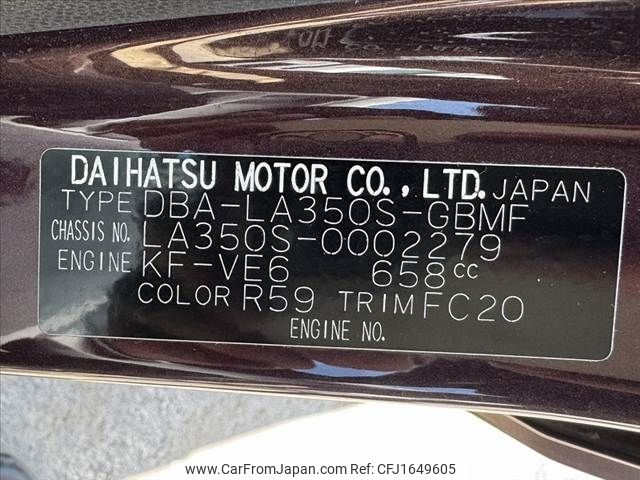 DAIHATSU MOTOR CO., LTD. JAPAN
TYPE DBA-LA350S-GBMF
CHASSIS NO. LA350S-0002279
ENGINE KF-VE6 658cc
COLOR R59 TRIM FC20
ENGINE NO.
www.CarFromJapan.com - CFJ1649605